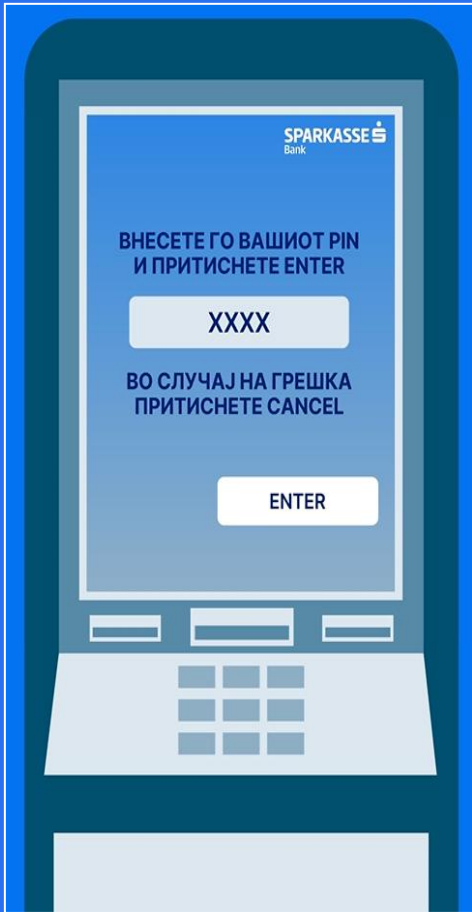 SPARKASSE
Bank
ВНЕСЕТЕ ГО ВАШИОТ PIN
И ПРИТИСНЕТЕ ENTER
XXXX
ВО СЛУЧАЈ НА ГРЕШКА
ПРИТИСНЕТЕ CANCEL
ENTER